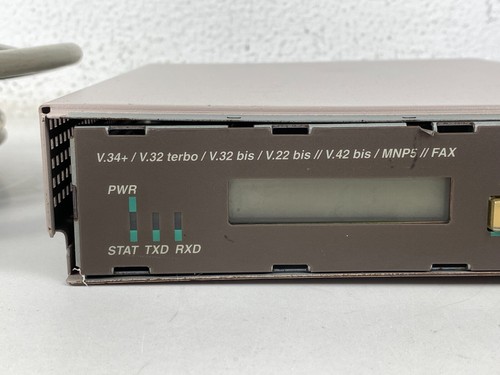 V.34+ / V.32 terbo / V.32 bis / V.22 bis // V.42 bis / MNP5 // FAX
PWR
STAT TXD RXD